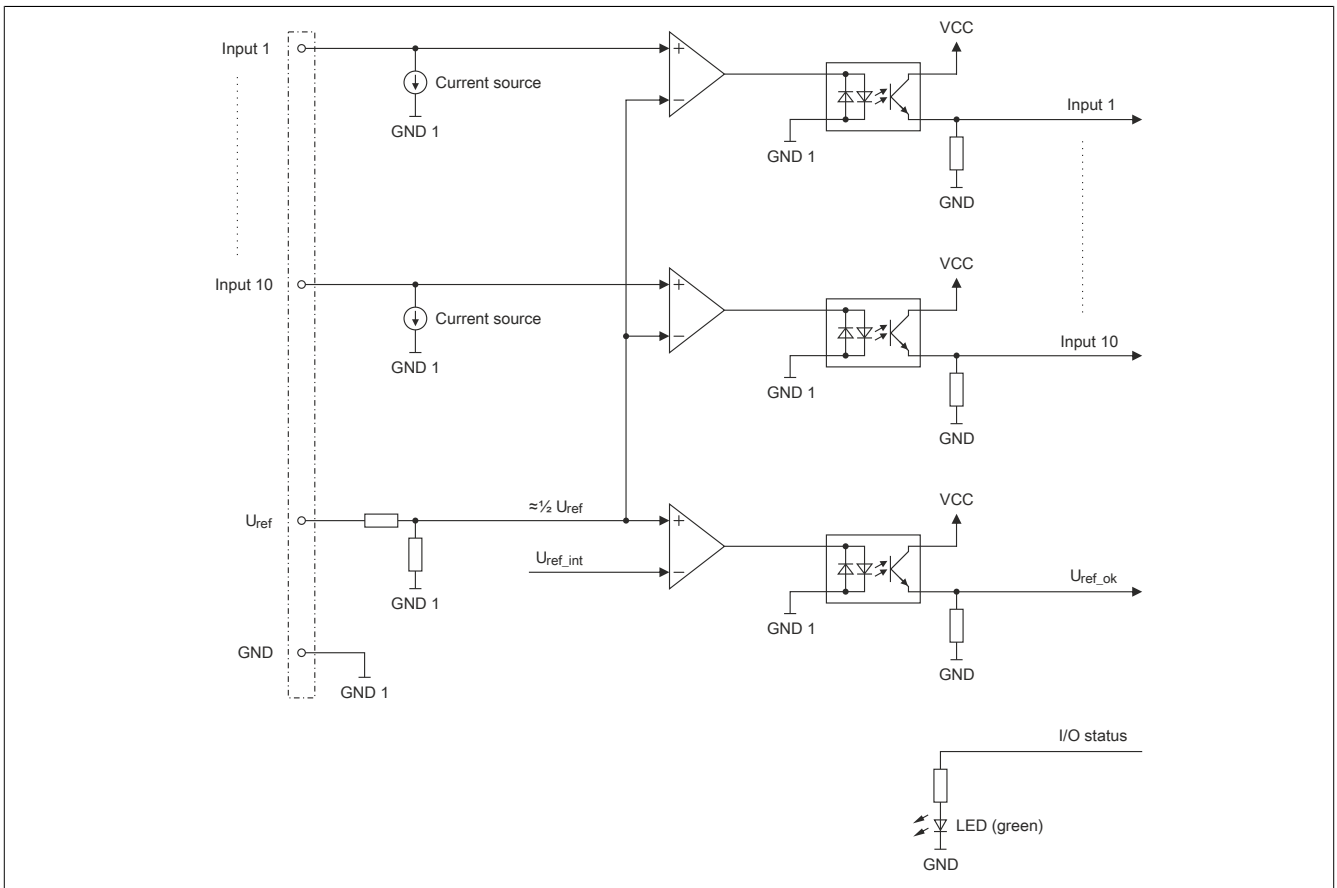 VCC
Input 1
+
Current source
−
Input 1
GND 1
GND 1
GND
VCC
Input 10
+
Current source
−
Input 10
GND 1
GND 1
GND
VCC
Uref
≈½ Uref
+
Uref_int
−
Uref_ok
GND 1
GND 1
GND
GND
GND 1
I/O status
LED (green)
GND